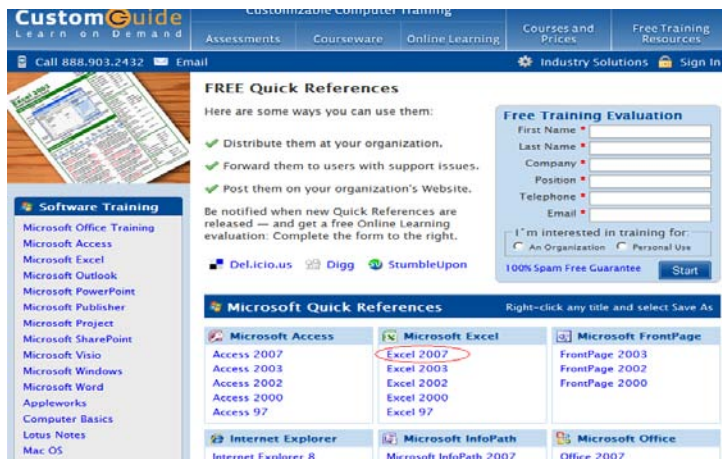 CustomGuide
Learn on Demand
Customizable Computer Training
Assessments
Courseware
Online Learning
Courses and Prices
Free Training Resources
Call 888.903.2432
Email
Industry Solutions
Sign In
Excel 2003
FREE Quick References
Here are some ways you can use them:
Distribute them at your organization.
Forward them to users with support issues.
Post them on your organization's Website.
Be notified when new Quick References are
released — and get a free Online Learning
evaluation: Complete the form to the right.
Del.icio.us
Digg
StumbleUpon
Free Training Evaluation
First Name *
Last Name *
Company *
Position *
Telephone *
Email *
I'm interested in training for:
An Organization
Personal Use
100% Spam Free Guarantee
Start
Software Training
Microsoft Office Training
Microsoft Access
Microsoft Excel
Microsoft Outlook
Microsoft PowerPoint
Microsoft Publisher
Microsoft Project
Microsoft SharePoint
Microsoft Visio
Microsoft Windows
Microsoft Word
Appleworks
Computer Basics
Lotus Notes
Mac OS
Microsoft Quick References
Right-click any title and select Save As
Microsoft Access
Access 2007
Access 2003
Access 2002
Access 2000
Access 97
Microsoft Excel
Excel 2007
Excel 2003
Excel 2002
Excel 2000
Excel 97
Microsoft FrontPage
FrontPage 2003
FrontPage 2002
FrontPage 2000
Internet Explorer
Internet Explorer 8
Microsoft InfoPath
Microsoft InfoPath 2007
Microsoft Office
Office 2007